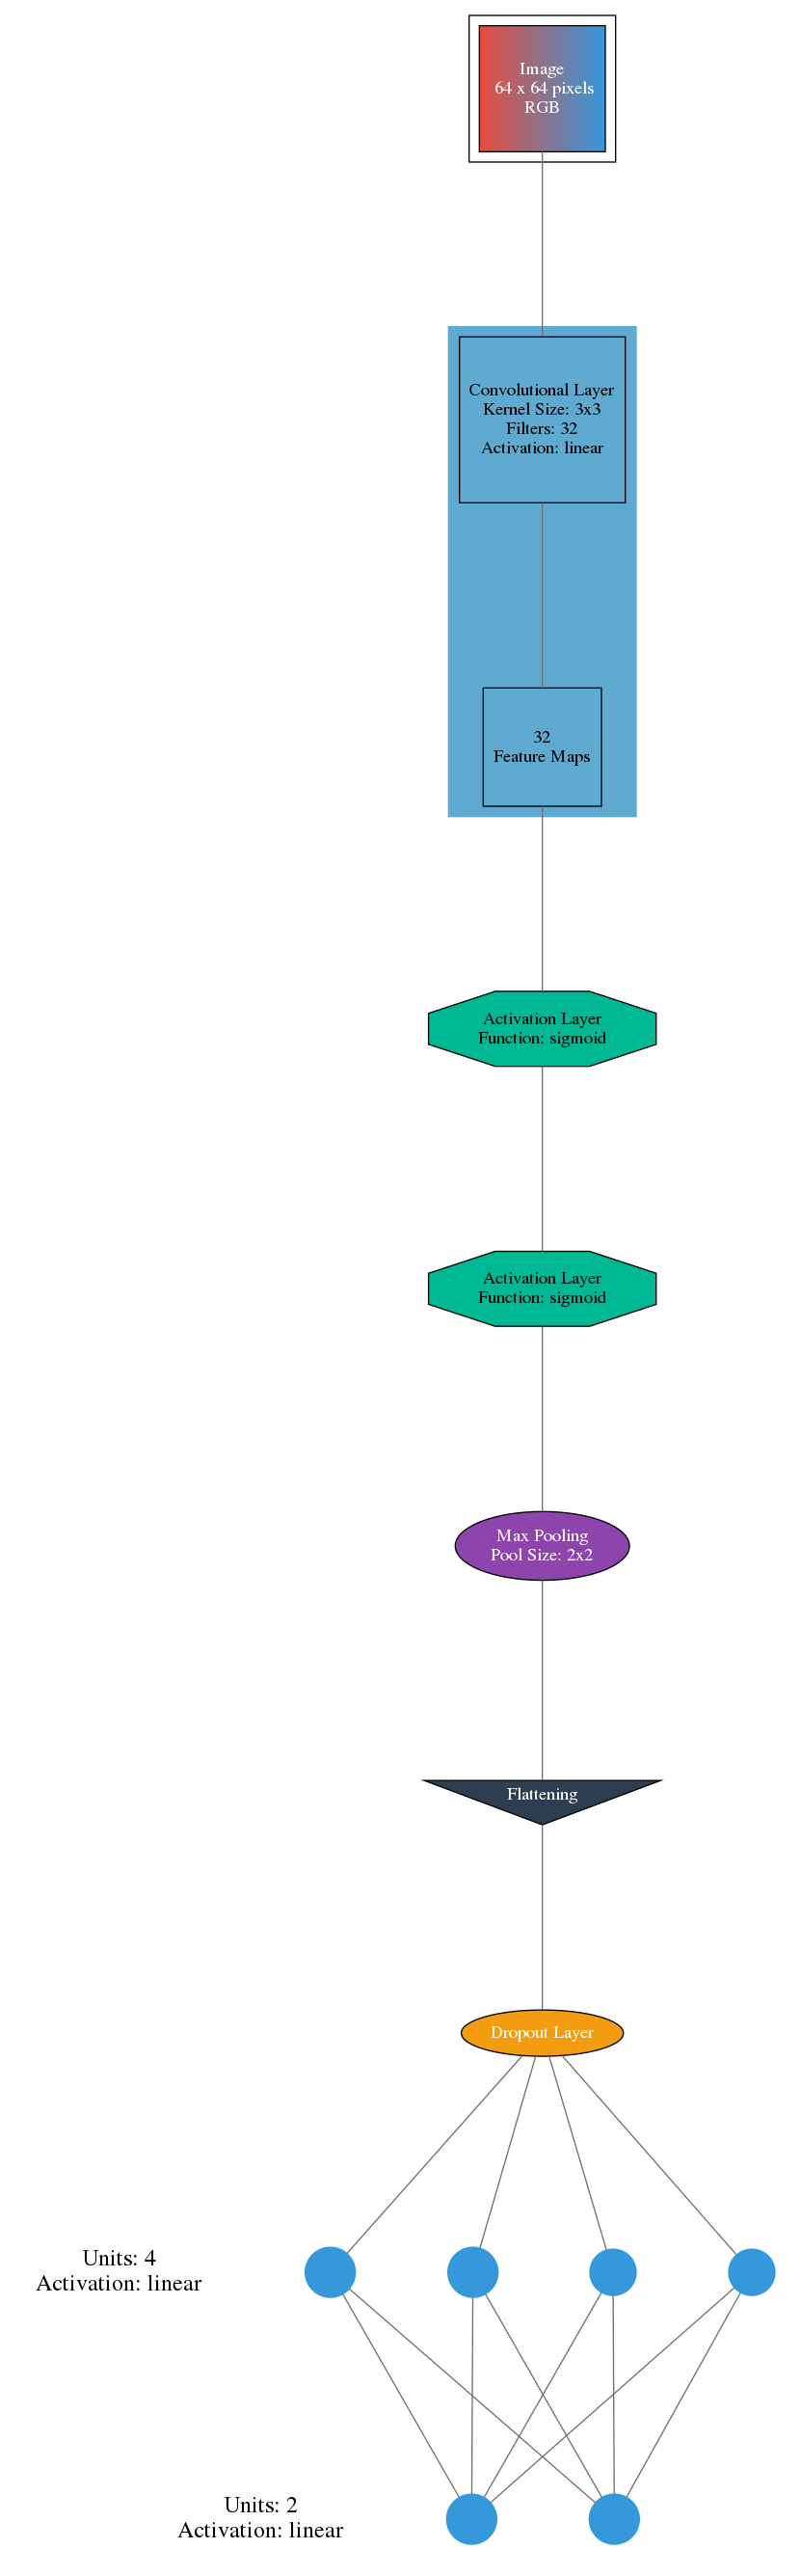 Image
64 x 64 pixels
RGB
Convolutional Layer
Kernel Size: 3x3
Filters: 32
Activation: linear
32
Feature Maps
Activation Layer
Function: sigmoid
Activation Layer
Function: sigmoid
Max Pooling
Pool Size: 2x2
Flattening
Dropout Layer
Units: 4
Activation: linear
Units: 2
Activation: linear